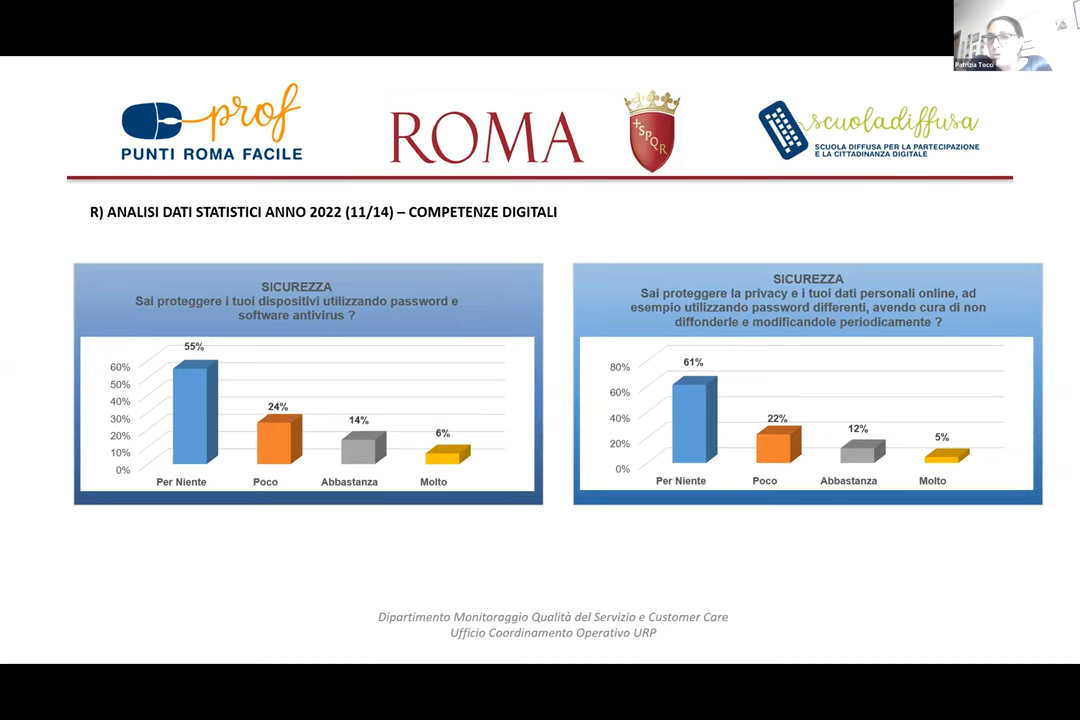 Patrizia Tocci
prof
PUNTI ROMA FACILE
ROMA
SPQR
scuoladiffusa
SCUOLA DIFFUSA PER LA PARTECIPAZIONE
E LA CITTADINANZA DIGITALE
R) ANALISI DATI STATISTICI ANNO 2022 (11/14) – COMPETENZE DIGITALI
SICUREZZA
Sai proteggere i tuoi dispositivi utilizzando password e
software antivirus ?
55%
24%
14%
6%
60%
50%
40%
30%
20%
10%
0%
Per Niente Poco Abbastanza Molto
SICUREZZA
Sai proteggere la privacy e i tuoi dati personali online, ad
esempio utilizzando password differenti, avendo cura di non
diffonderle e modificandole periodicamente ?
61%
22%
12%
5%
80%
60%
40%
20%
0%
Per Niente Poco Abbastanza Molto
Dipartimento Monitoraggio Qualità del Servizio e Customer Care
Ufficio Coordinamento Operativo URP